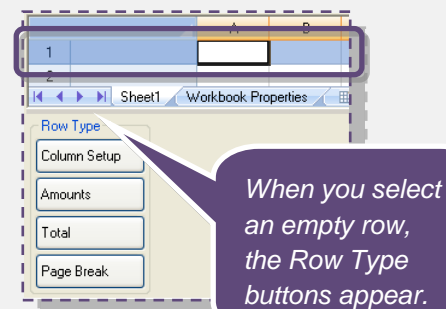 A B
1
2
Sheet1 Workbook Properties
Row Type
Column Setup
Amounts
Total
Page Break
When you select
an empty row,
the Row Type
buttons appear.